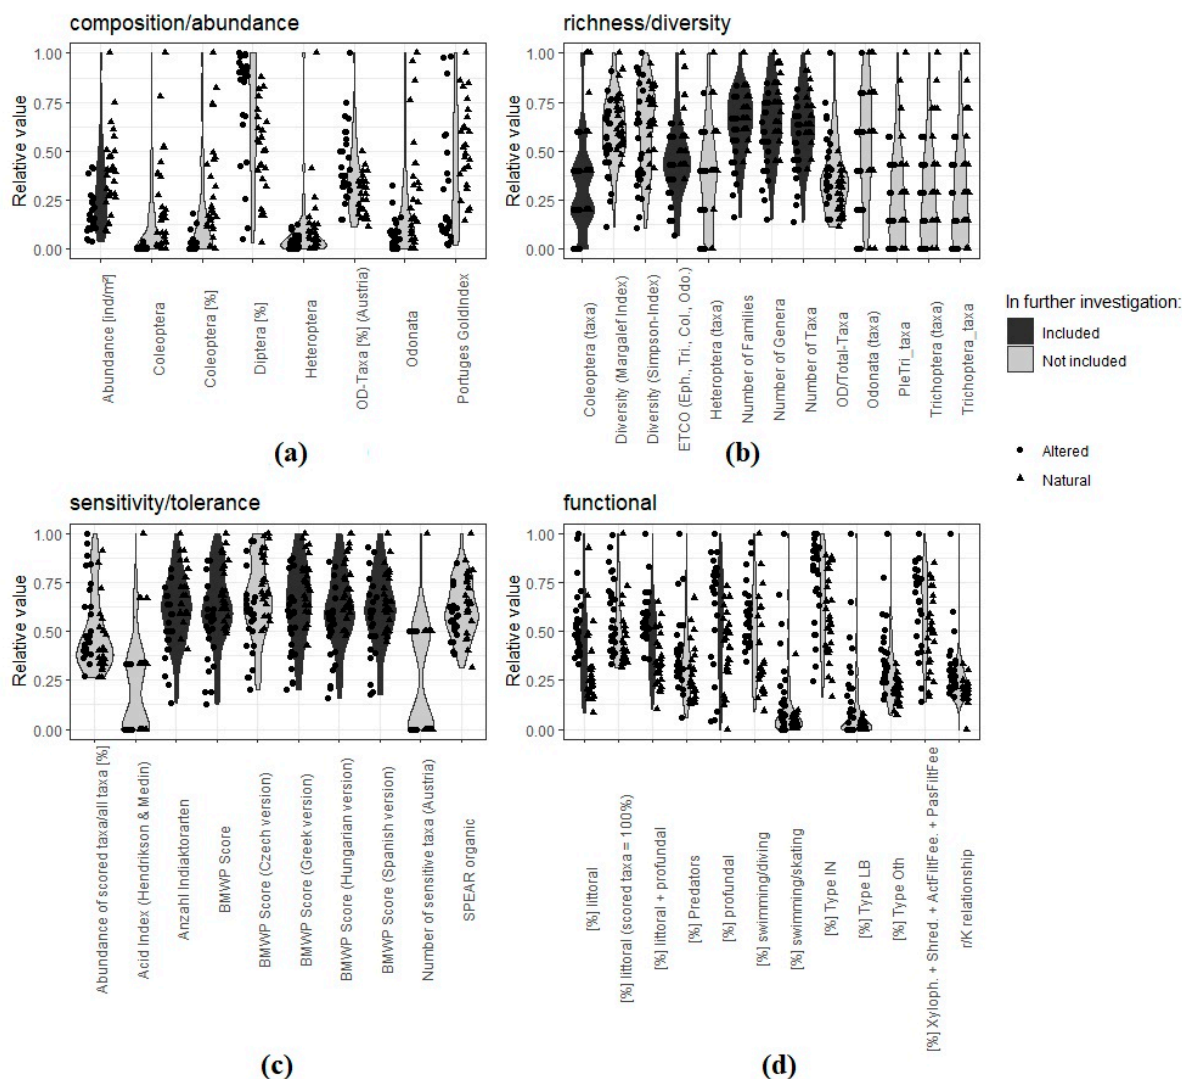 composition/abundance
Relative value
1.00
0.75
0.50
0.25
0.00
Abundance [ind/m²]
Coleoptera
Coleoptera [%]
Diptera [%]
Heteroptera
OD-Taxa [%] (Austria)
Odonata
Portuges GoldIndex
(a)
richness/diversity
Relative value
1.00
0.75
0.50
0.25
0.00
Coleoptera (taxa)
Diversity (Margalef Index)
Diversity (Simpson-Index)
ETCO (Eph., Tri., Col., Odo.)
Heteroptera (taxa)
Number of Families
Number of Genera
Number of Taxa
OD/Total-Taxa
Odonata (taxa)
PleTri_taxa
Trichoptera (taxa)
Trichoptera_taxa
(b)
In further investigation:
Included
Not included
Altered
Natural
sensitivity/tolerance
Relative value
1.00
0.75
0.50
0.25
0.00
Abundance of scored taxa/all taxa [%]
Acid Index (Hendrikson & Medin)
Anzahl Indiaktorarten
BMWP Score
BMWP Score (Czech version)
BMWP Score (Greek version)
BMWP Score (Hungarian version)
BMWP Score (Spanish version)
Number of sensitive taxa (Austria)
SPEAR organic
(c)
functional
Relative value
1.00
0.75
0.50
0.25
0.00
[%] littoral
[%] littoral (scored taxa = 100%)
[%] littoral + profundal
[%] Predators
[%] profundal
[%] swimming/diving
[%] swimming/skating
[%] Type IN
[%] Type LB
[%] Type Oth
[%] Xyloph. + Shred. + ActFiltFee. + PasFiltFee
r/K relationship
(d)